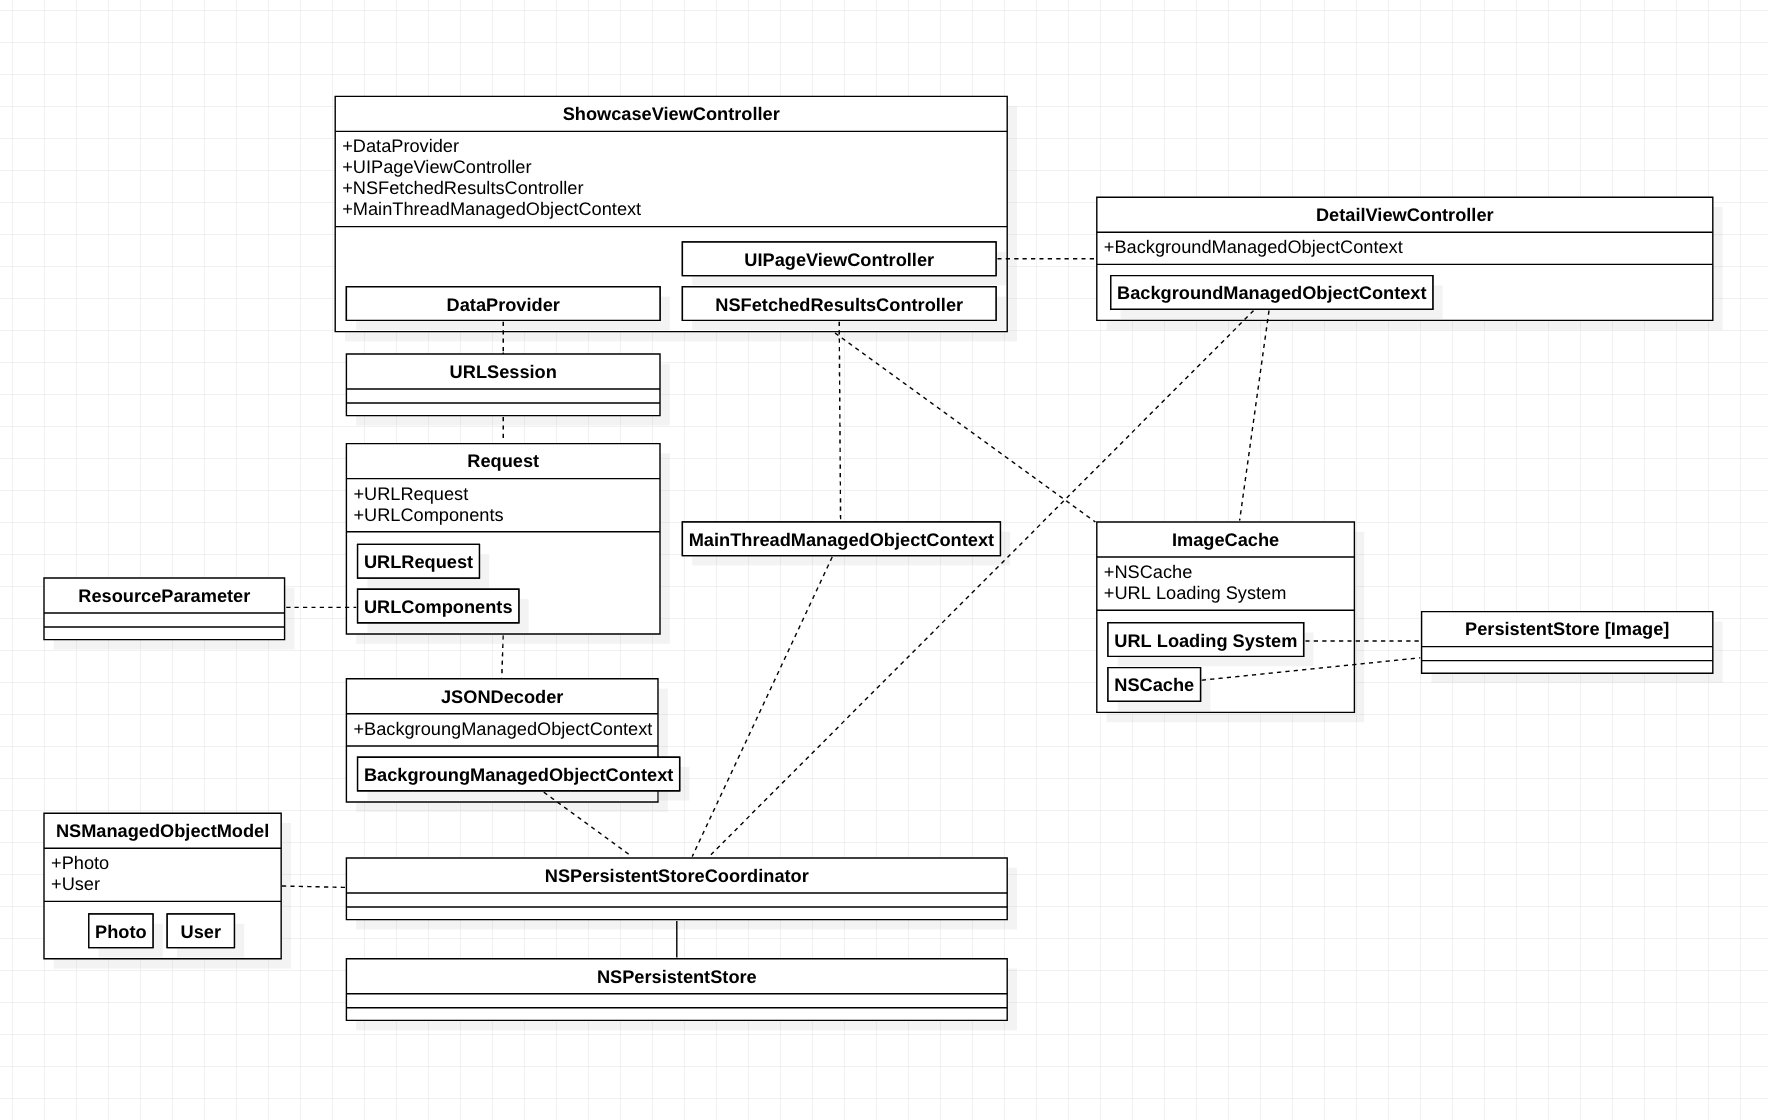 ShowcaseViewController
+DataProvider
+UIPageViewController
+NSFetchedResultsController
+MainThreadManagedObjectContext
UIPageViewController
DataProvider
NSFetchedResultsController
DetailViewController
+BackgroundManagedObjectContext
BackgroundManagedObjectContext
URLSession
Request
+URLRequest
+URLComponents
URLRequest
URLComponents
ResourceParameter
MainThreadManagedObjectContext
ImageCache
+NSCache
+URL Loading System
URL Loading System
NSCache
PersistentStore [Image]
JSONDecoder
+BackgroungManagedObjectContext
BackgroungManagedObjectContext
NSManagedObjectModel
+Photo
+User
Photo
User
NSPersistentStoreCoordinator
NSPersistentStore